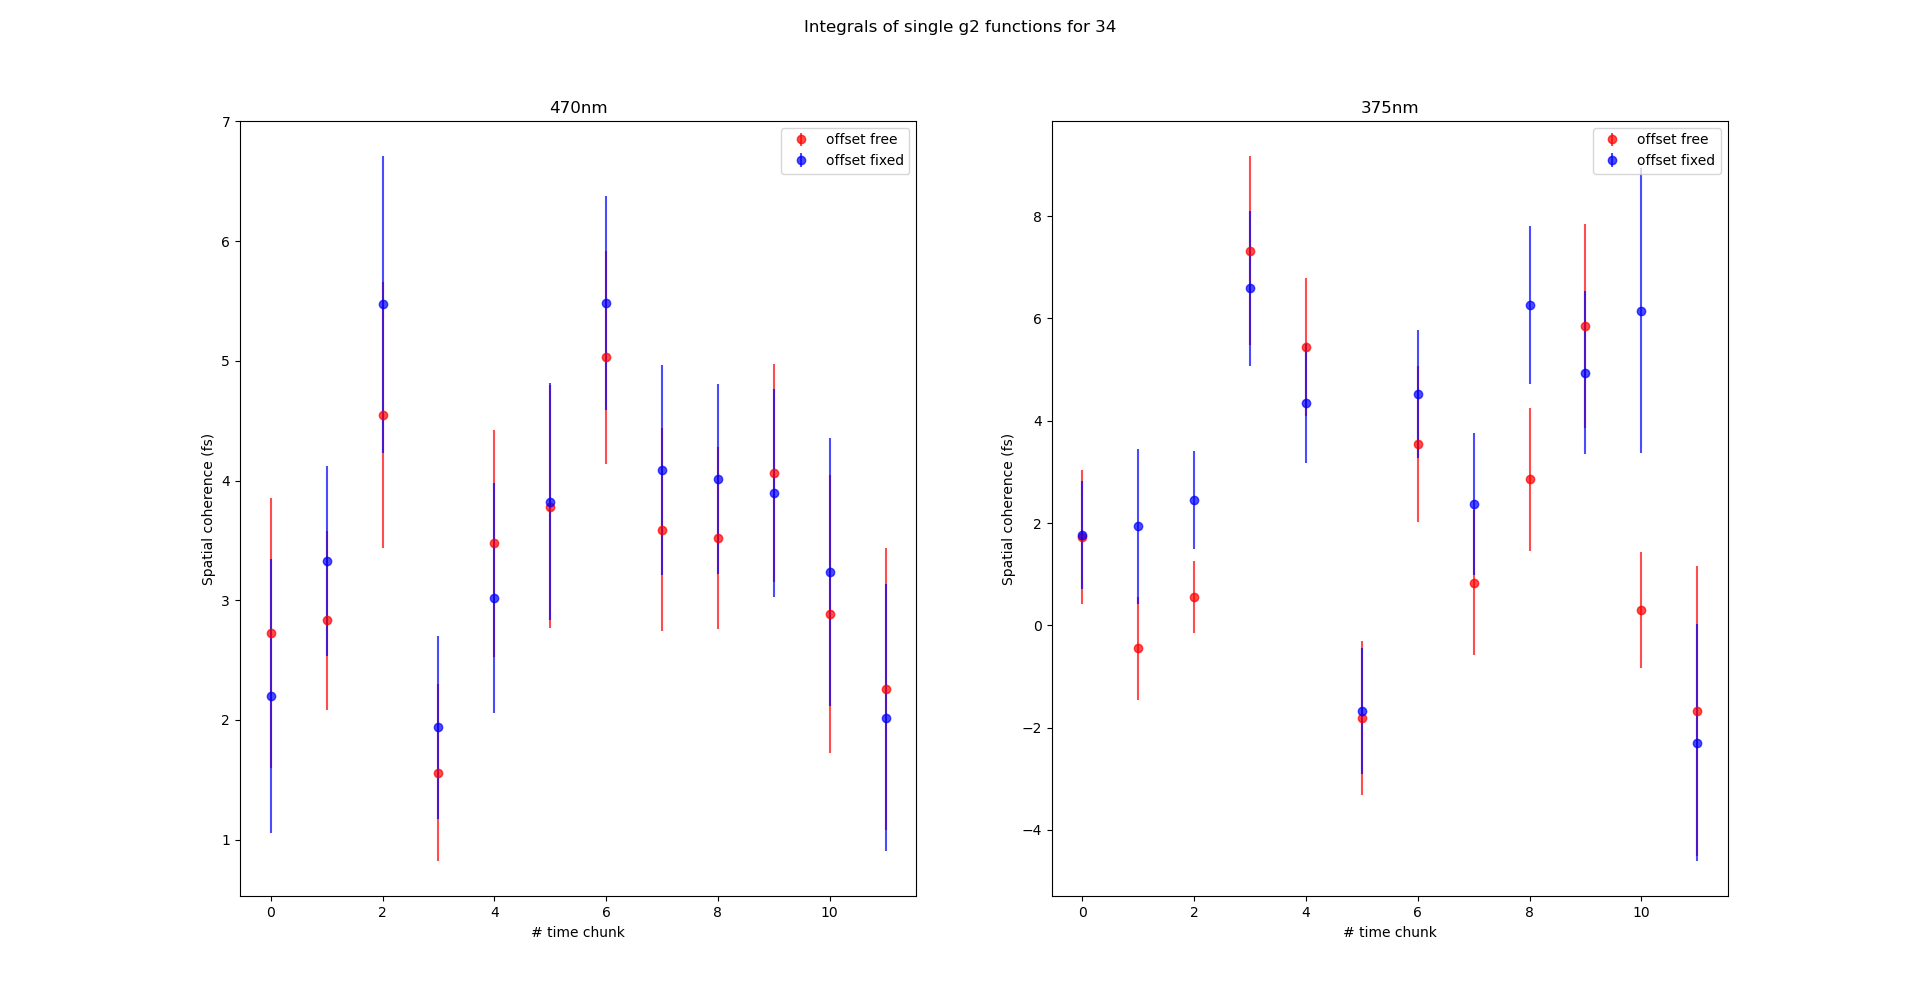 Integrals of single g2 functions for 34
470nm
offset free
offset fixed
7
6
5
4
3
2
1
Spatial coherence (fs)
0 2 4 6 8 10
# time chunk
375nm
offset free
offset fixed
8
6
4
2
0
−2
−4
Spatial coherence (fs)
0 2 4 6 8 10
# time chunk